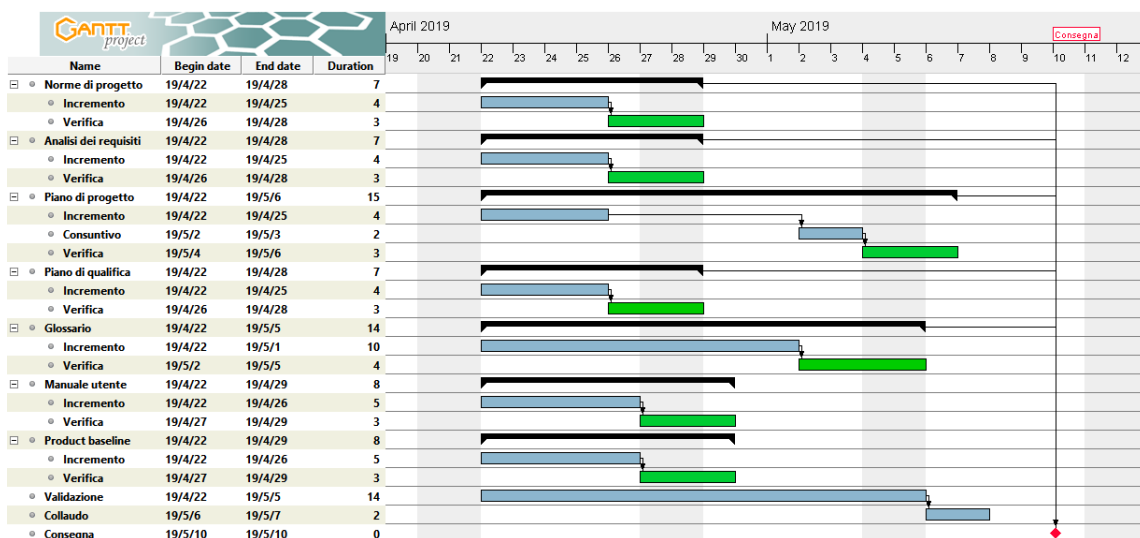 GANTT project
April 2019 May 2019
Consegna
Name Begin date End date Duration 19 20 21 22 23 24 25 26 27 28 29 30 1 2 3 4 5 6 7 8 9 10 11 12
Norme di progetto 19/4/22 19/4/28 7
Incremento 19/4/22 19/4/25 4
Verifica 19/4/26 19/4/28 3
Analisi dei requisiti 19/4/22 19/4/28 7
Incremento 19/4/22 19/4/25 4
Verifica 19/4/26 19/4/28 3
Piano di progetto 19/4/22 19/5/6 15
Incremento 19/4/22 19/4/25 4
Consuntivo 19/5/2 19/5/3 2
Verifica 19/5/4 19/5/6 3
Piano di qualifica 19/4/22 19/4/28 7
Incremento 19/4/22 19/4/25 4
Verifica 19/4/26 19/4/28 3
Glossario 19/4/22 19/5/5 14
Incremento 19/4/22 19/5/1 10
Verifica 19/5/2 19/5/5 4
Manuale utente 19/4/22 19/4/29 8
Incremento 19/4/22 19/4/26 5
Verifica 19/4/27 19/4/29 3
Product baseline 19/4/22 19/4/29 8
Incremento 19/4/22 19/4/26 5
Verifica 19/4/27 19/4/29 3
Validazione 19/4/22 19/5/5 14
Collaudo 19/5/6 19/5/7 2
Consegna 19/5/10 19/5/10 0